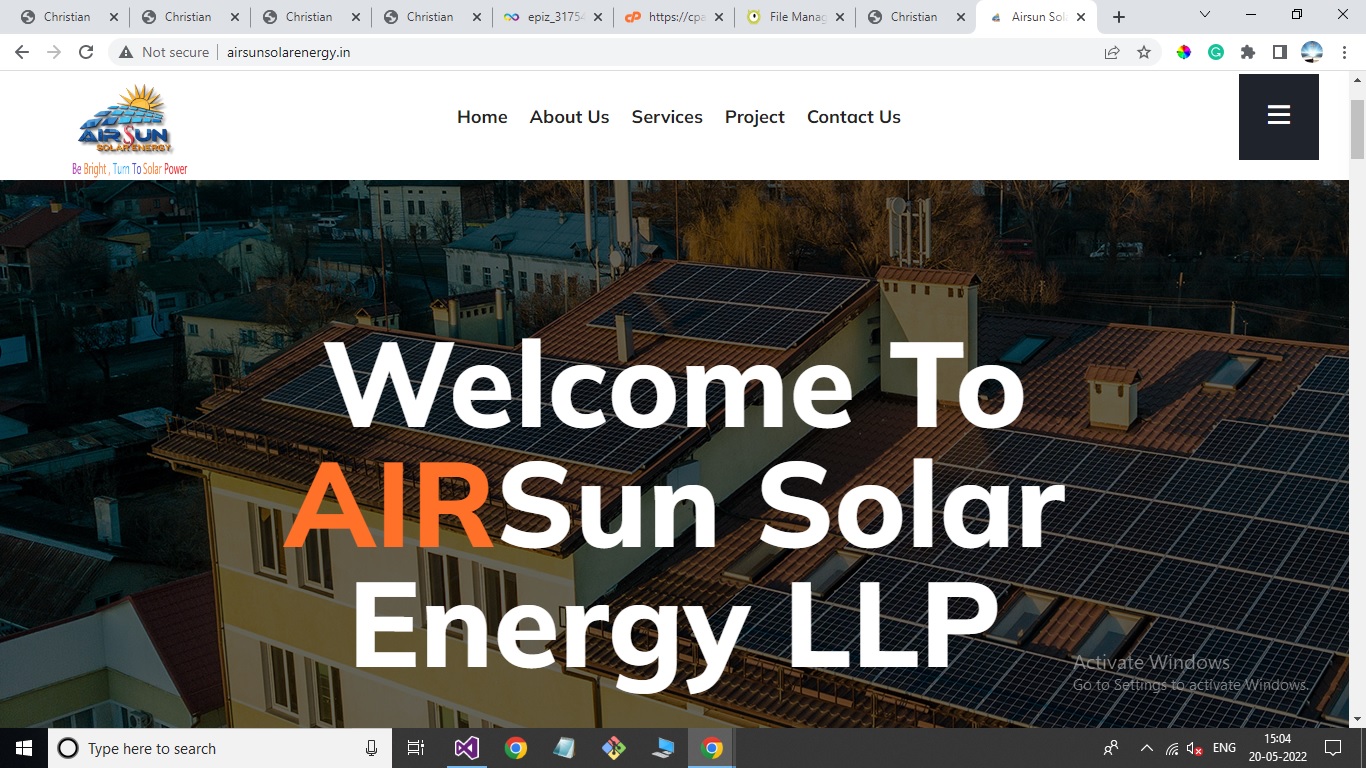 Christian
Christian
Christian
Christian
epiz_3175
https://cpa
File Manag
Christian
Airsun Sol
Not secure
airsunsolarenergy.in
AIRSUN
SOLAR ENERGY
Be Bright , Turn To Solar Power
Home
About Us
Services
Project
Contact Us
Welcome To
AIRSun Solar
Energy LLP
Activate Windows
Go to Settings to activate Windows.
Type here to search
ENG
15:04
20-05-2022